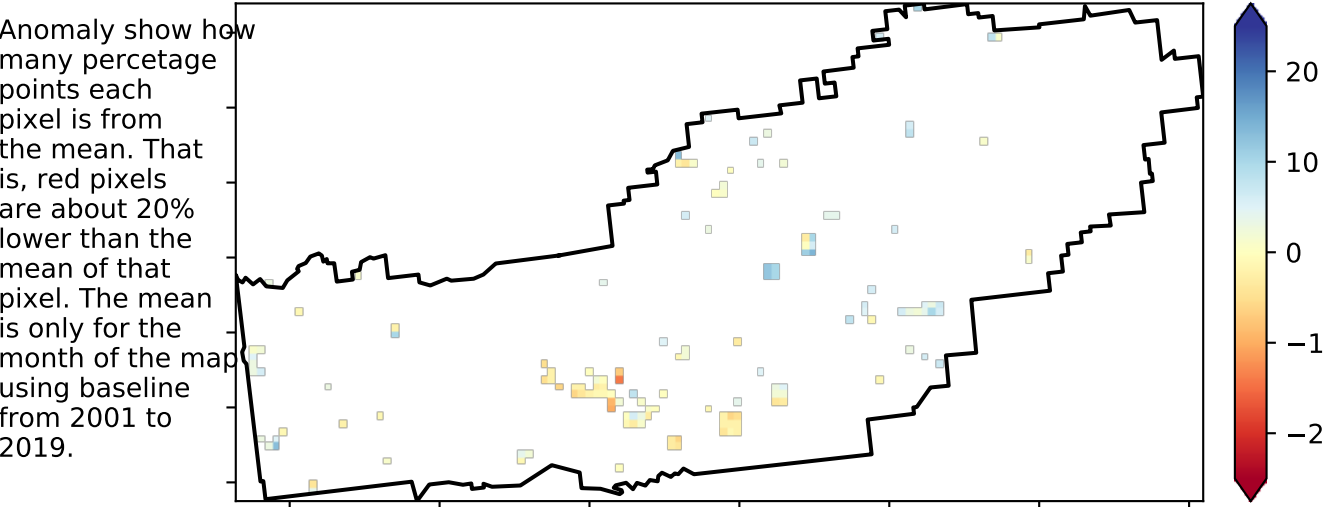 Anomaly show how
many percetage
points each
pixel is from
the mean. That
is, red pixels
are about 20%
lower than the
mean of that
pixel. The mean
is only for the
month of the map
using baseline
from 2001 to
2019.
20
10
0
−1
−2